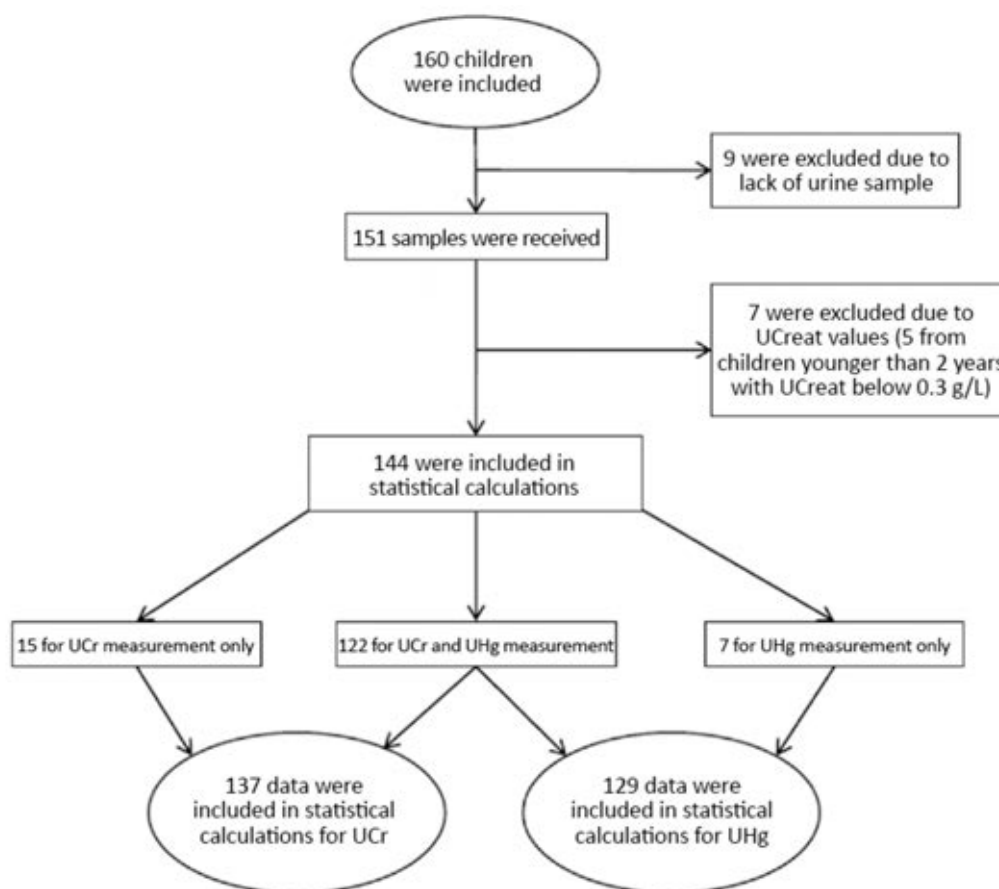 160 children
were included
9 were excluded due to
lack of urine sample
151 samples were received
7 were excluded due to
UCreat values (5 from
children younger than 2 years
with UCreat below 0.3 g/L)
144 were included in
statistical calculations
15 for UCr measurement only
122 for UCr and UHg measurement
7 for UHg measurement only
137 data were
included in statistical
calculations for UCr
129 data were
included in statistical
calculations for UHg